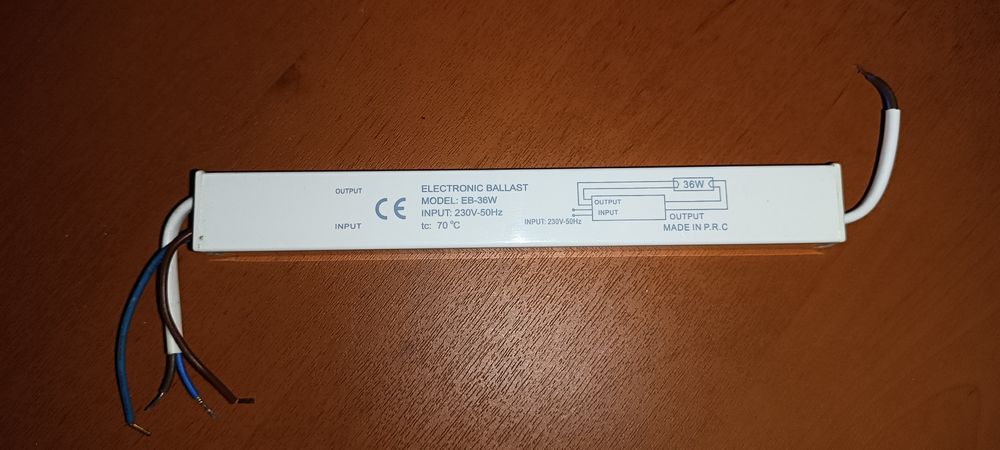 OUTPUT
INPUT
CE
ELECTRONIC BALLAST
MODEL: EB-36W
INPUT: 230V-50Hz
tc: 70 °C
36W
OUTPUT
INPUT
INPUT: 230V-50Hz
OUTPUT
MADE IN P.R.C